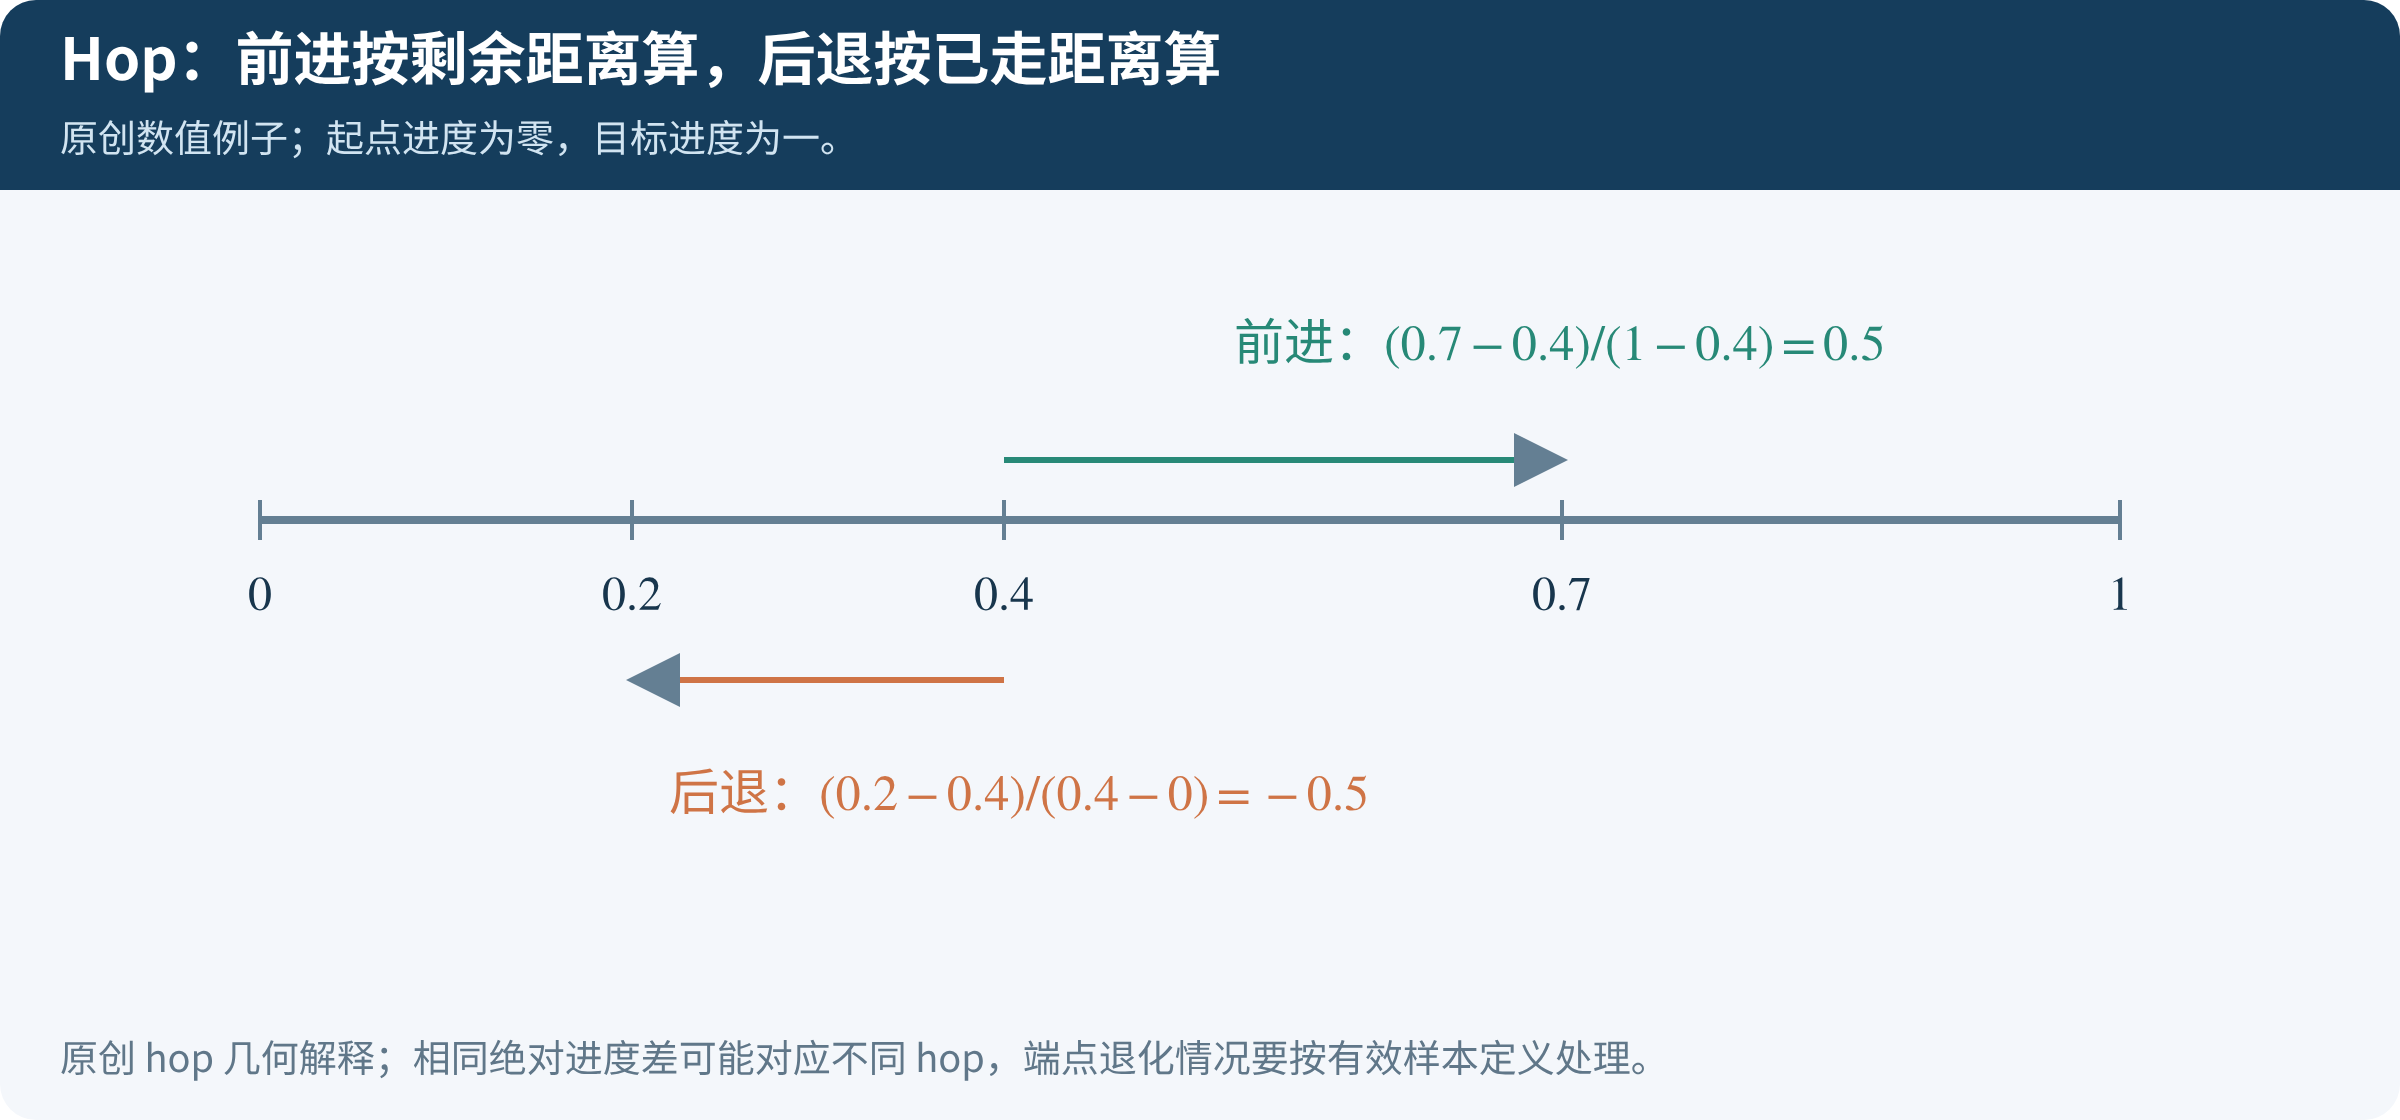 Hop：前进按剩余距离算，后退按已走距离算
原创数值例子；起点进度为零，目标进度为一。
前进：(0.7 − 0.4)/(1 − 0.4) = 0.5
0 0.2 0.4 0.7 1
后退：(0.2 − 0.4)/(0.4 − 0) = − 0.5
原创 hop 几何解释；相同绝对进度差可能对应不同 hop，端点退化情况要按有效样本定义处理。